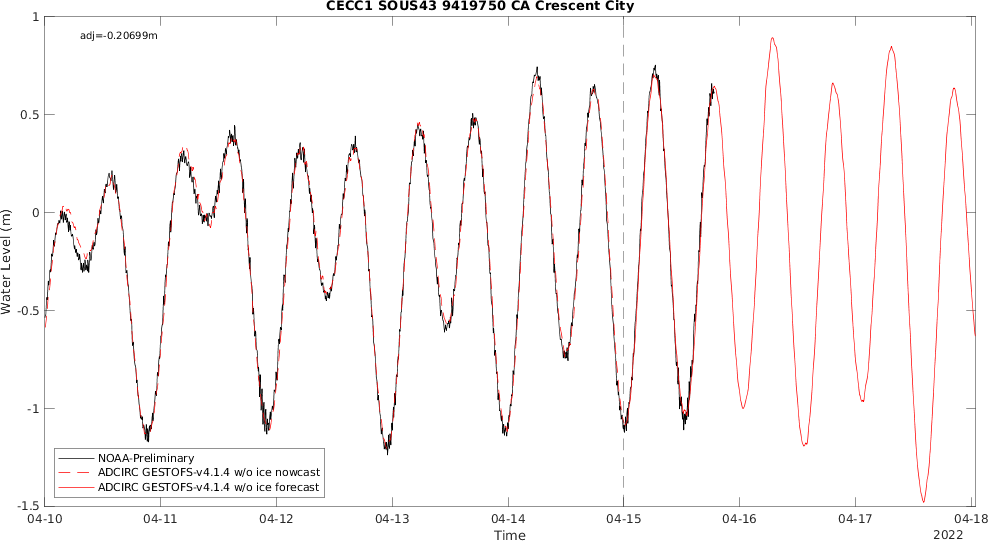 CECC1 SOUS43 9419750 CA Crescent City
adj=-0.20699m
1
0.5
0
-0.5
-1
-1.5
Water Level (m)
NOAA-Preliminary
ADCIRC GESTOFS-v4.1.4 w/o ice nowcast
ADCIRC GESTOFS-v4.1.4 w/o ice forecast
04-10 04-11 04-12 04-13 04-14 04-15 04-16 04-17 04-18
Time
2022